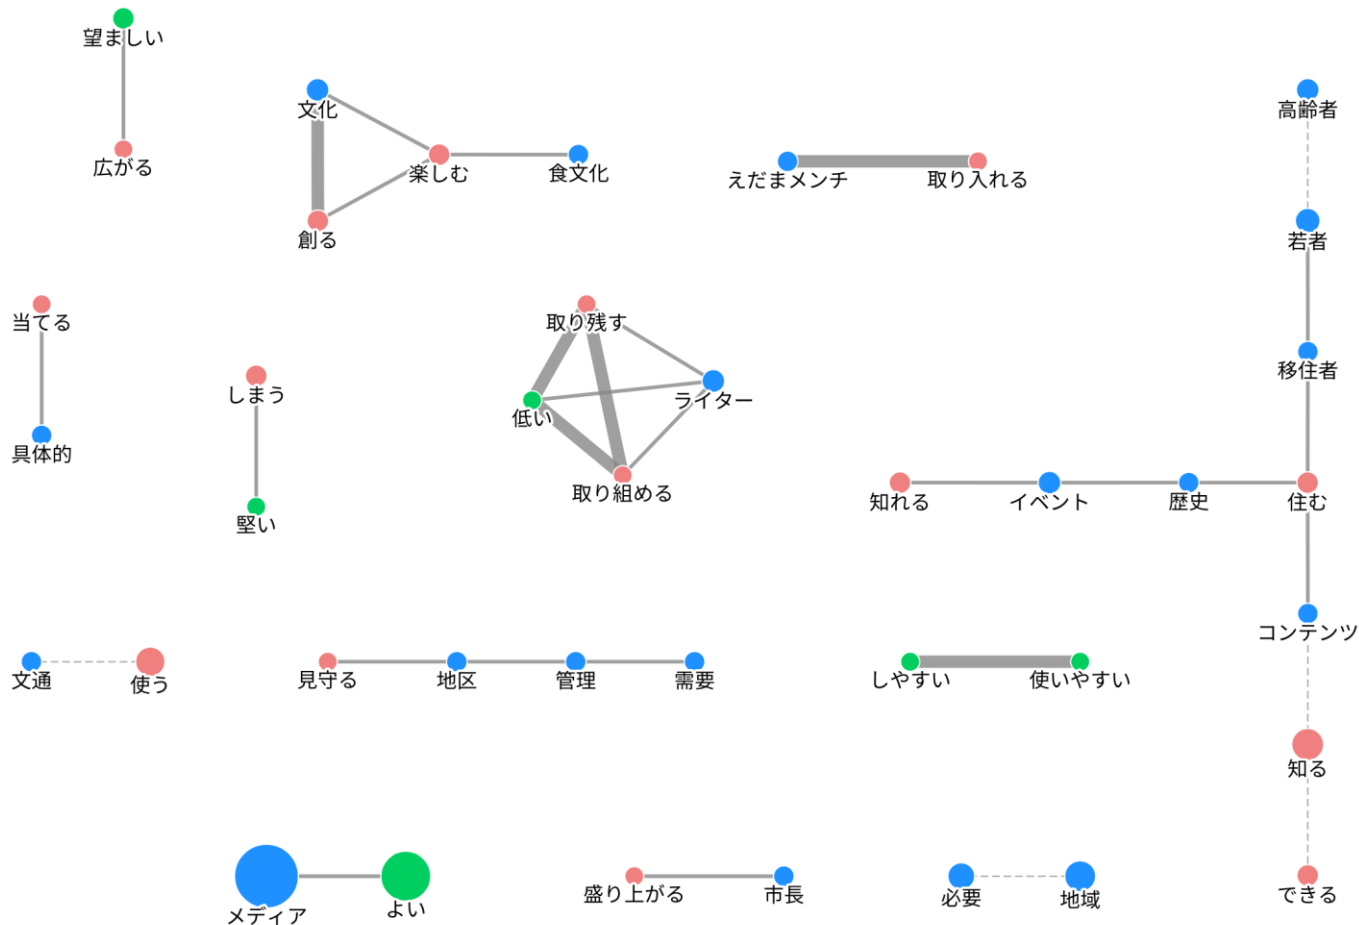 望ましい
広がる
文化
楽しむ
食文化
創る
えだまメンチ
取り入れる
高齢者
若者
移住者
当てる
具体的
しまう
堅い
取り残す
ライター
低い
取り組める
知れる
イベント
歴史
住む
コンテンツ
文通
使う
見守る
地区
管理
需要
しやすい
使いやすい
知る
できる
メディア
よい
盛り上がる
市長
必要
地域